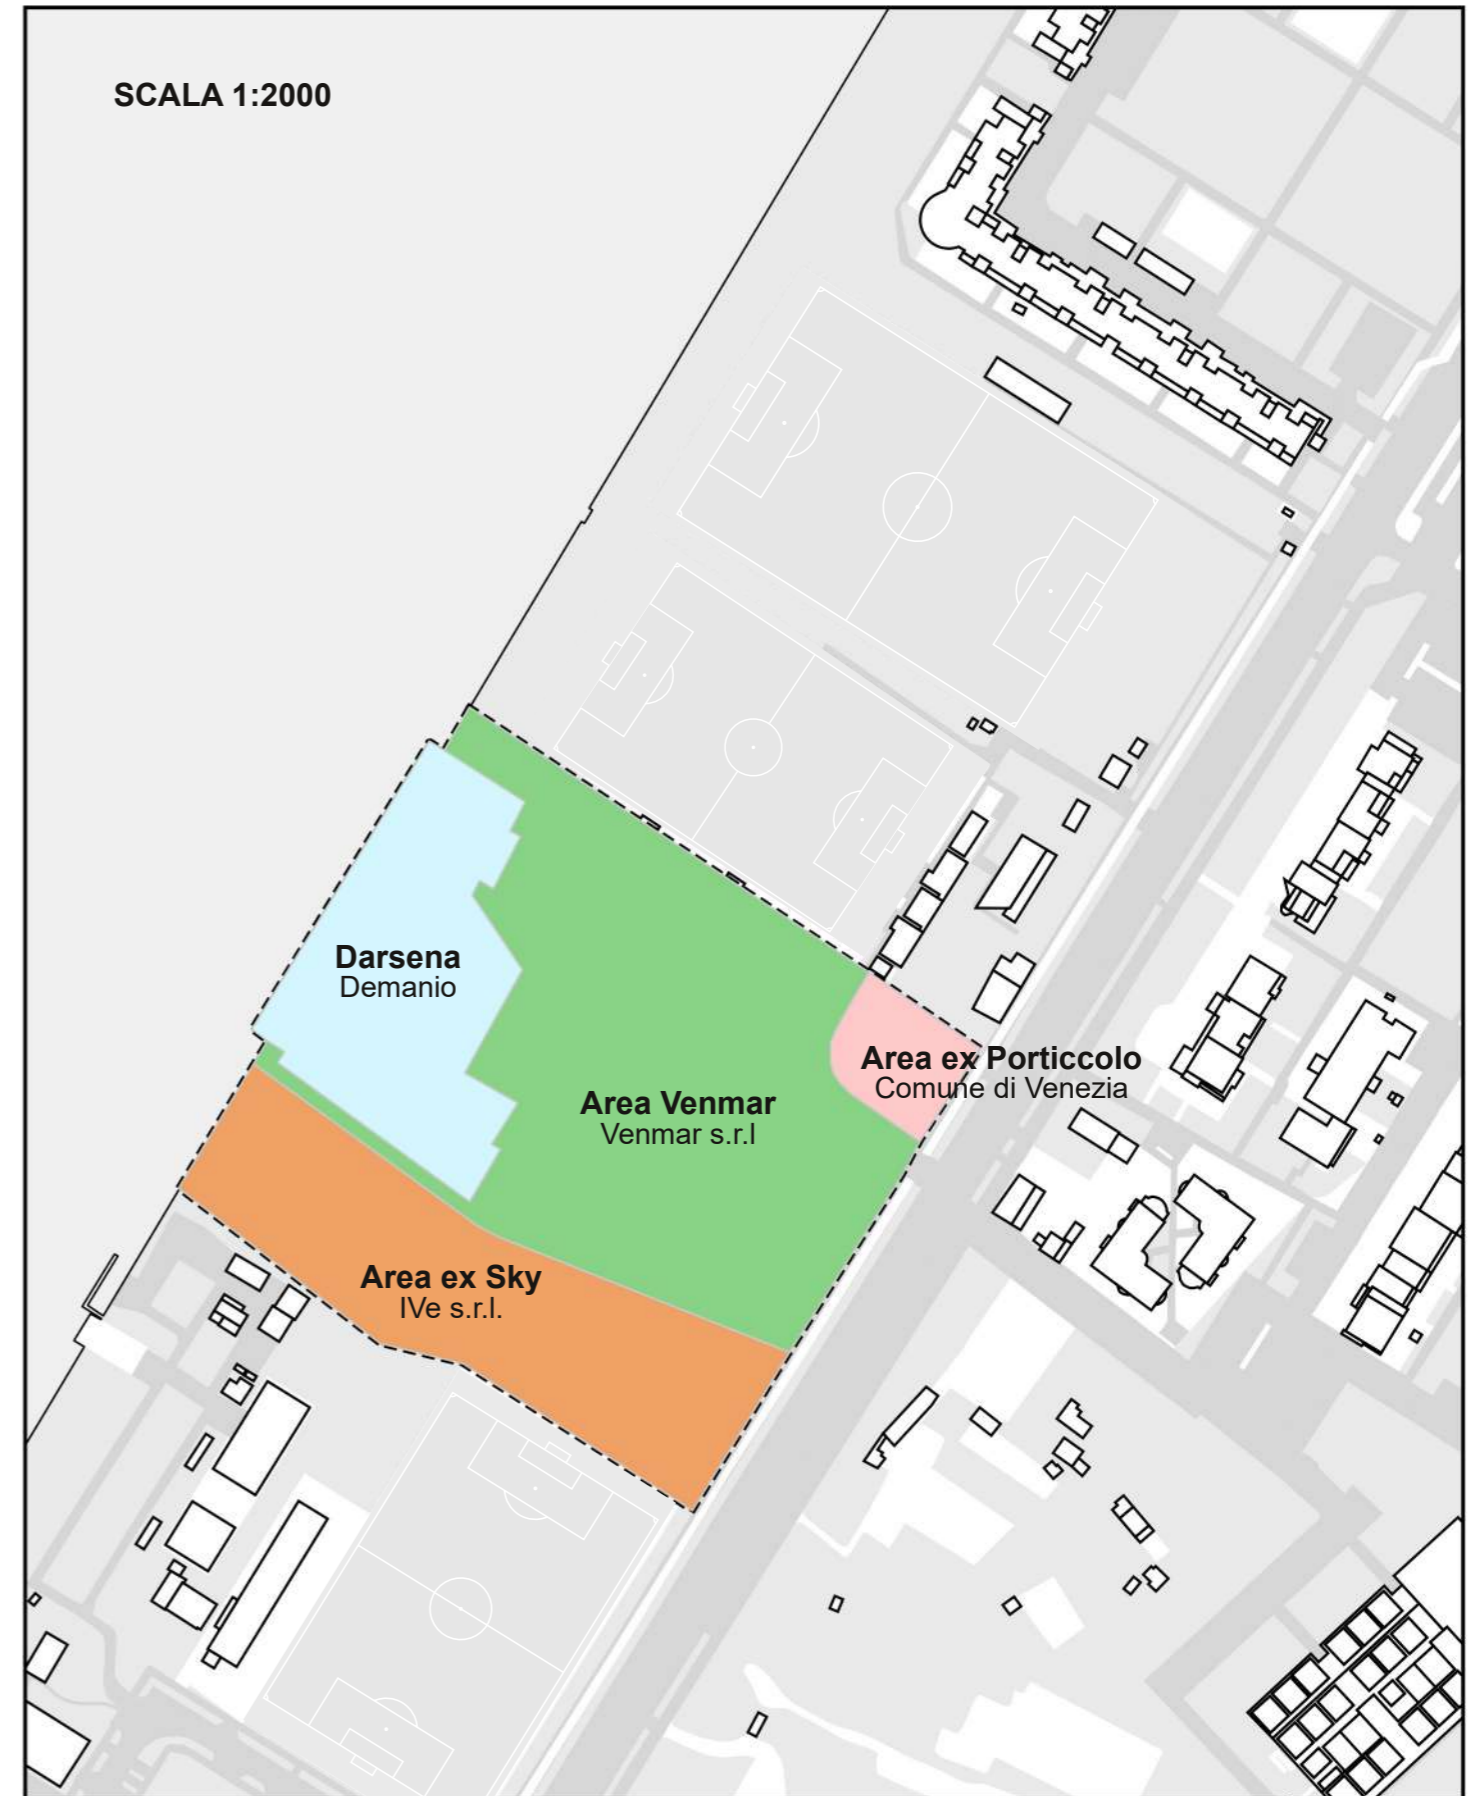 SCALA 1:2000
Darsena
Demanio
Area ex Porticcolo
Comune di Venezia
Area Venmar
Venmar s.r.l
Area ex Sky
IVe s.r.l.